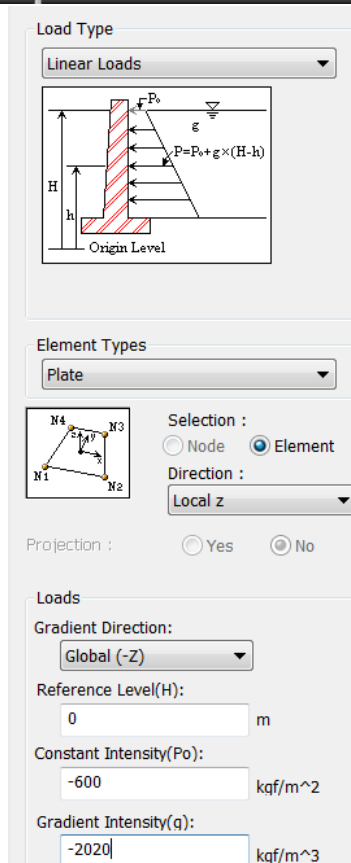 Load Type
Linear Loads
Po
g
P=Po+g×(H-h)
H
h
Origin Level
Element Types
Plate
N4
N3
z
y
x
N1
N2
Selection :
Node Element
Direction :
Local z
Projection :
Yes No
Loads
Gradient Direction:
Global (-Z)
Reference Level(H):
0 m
Constant Intensity(Po):
-600 kgf/m^2
Gradient Intensity(g):
-2020 kgf/m^3